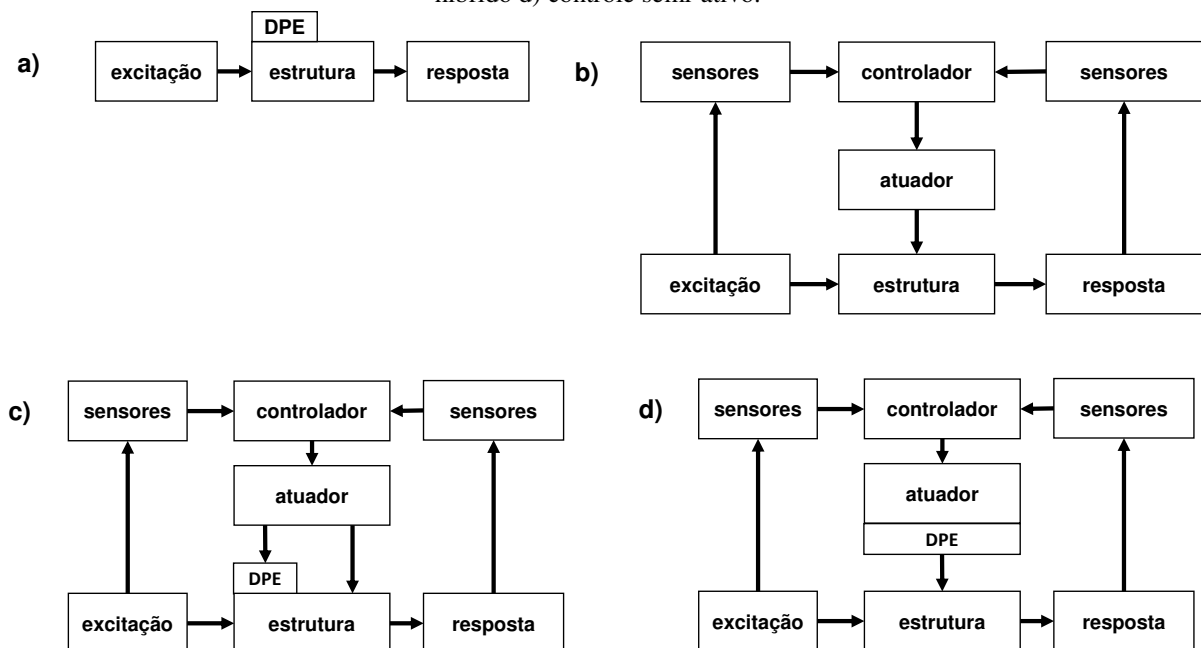 híbrido d) controle semi-ativo.
a)
DPE
excitação
estrutura
resposta
b)
sensores
controlador
sensores
atuador
excitação
estrutura
resposta
c)
sensores
controlador
sensores
atuador
DPE
excitação
estrutura
resposta
d)
sensores
controlador
sensores
atuador
DPE
excitação
estrutura
resposta